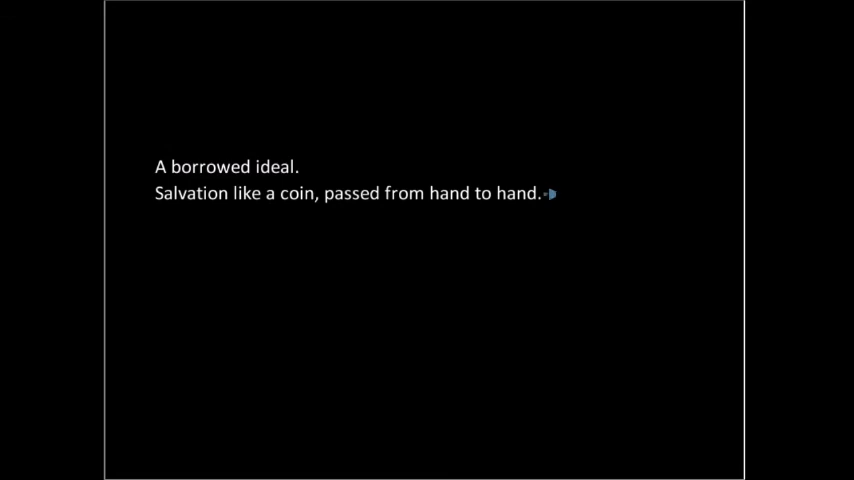 A borrowed ideal.
Salvation like a coin, passed from hand to hand.